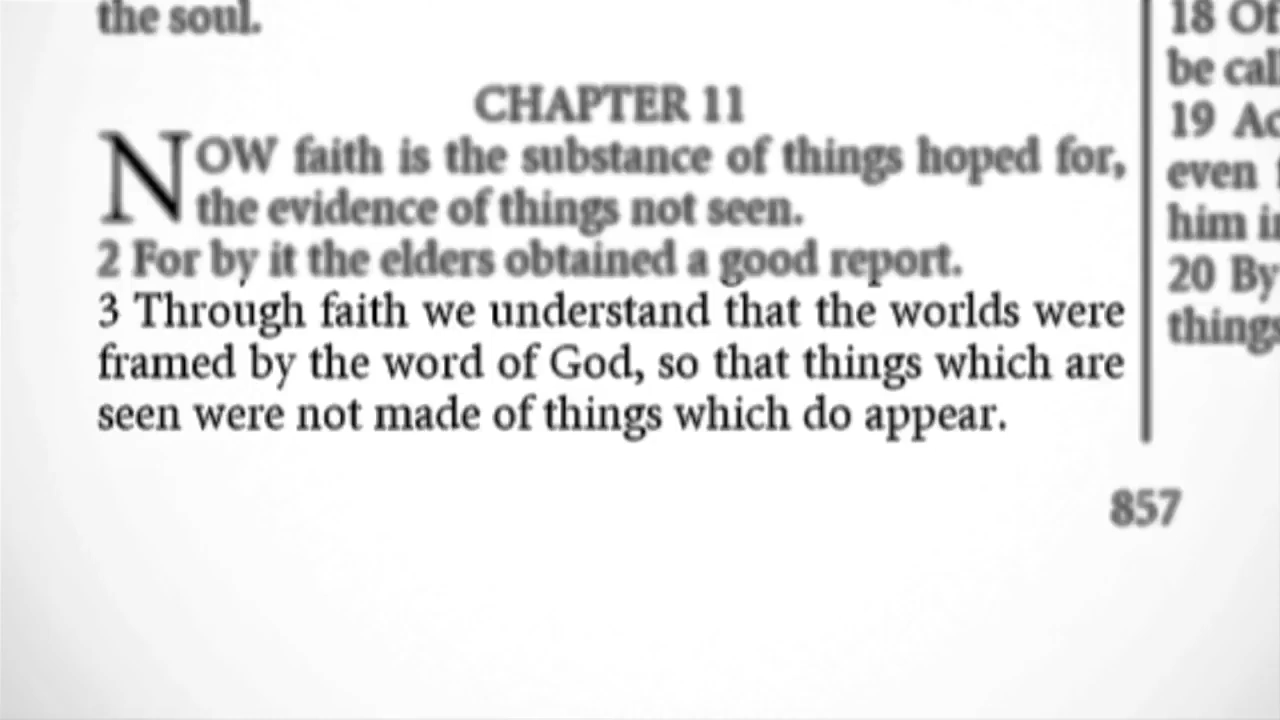 the soul.
CHAPTER 11
NOW faith is the substance of things hoped for,
the evidence of things not seen.
2 For by it the elders obtained a good report.
3 Through faith we understand that the worlds were
framed by the word of God, so that things which are
seen were not made of things which do appear.
18 Of
be cal
19 Ac
even
him i
20 By
things
857